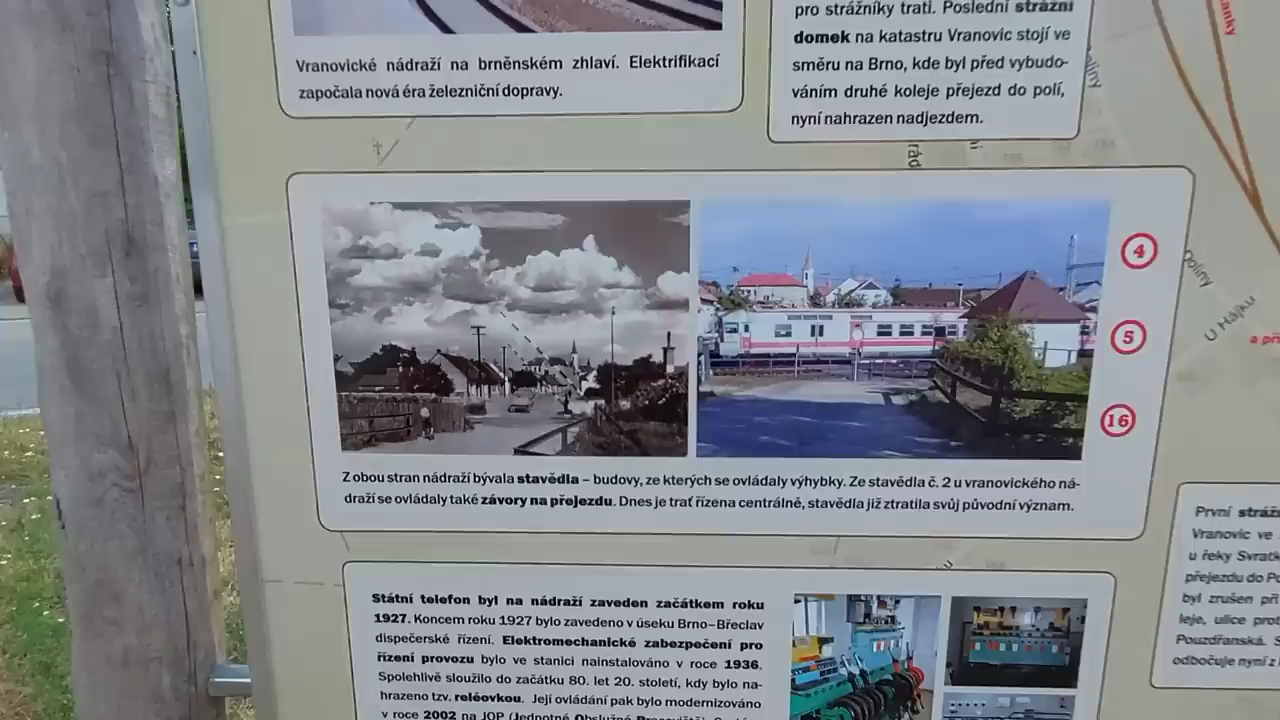 Vranovické nádraží na brněnském zhlaví. Elektrifikací
započala nová éra železniční dopravy.
pro strážníky trati. Poslední strážní
domek na katastru Vranovic stojí ve
směru na Brno, kde byl před vybudo-
váním druhé koleje přejezd do polí,
nyní nahrazen nadjezdem.
4
5
16
U Hájku
Z obou stran nádraží bývala stavědla – budovy, ze kterých se ovládaly výhybky. Ze stavědla č. 2 u vranovického ná-
draží se ovládaly také závory na přejezdu. Dnes je trať řízena centrálně, stavědla již ztratila svůj původní význam.
Státní telefon byl na nádraží zaveden začátkem roku
1927. Koncem roku 1927 bylo zavedeno v úseku Brno–Břeclav
dispečerské řízení. Elektromechanické zabezpečení pro
řízení provozu bylo ve stanici nainstalováno v roce 1936.
Spolehlivě sloužilo do začátku 80. let 20. století, kdy bylo na-
hrazeno tzv. reléovkou. Její ovládání pak bylo modernizováno
v roce 2002 na JOP (Jednotné Obslužné
První
Vranovic ve
u řeky
přejezdu do
byl zrušen
ulice
Pouzdřanská.
odbočuje nyní z